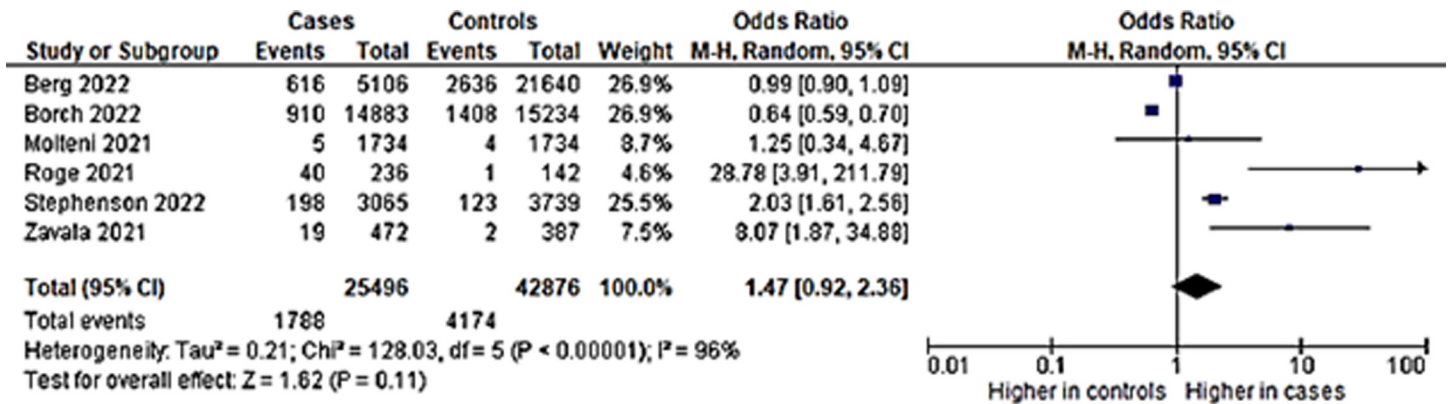 Cases Controls Odds Ratio Odds Ratio
Study or Subgroup Events Total Events Total Weight M-H, Random, 95% CI M-H, Random, 95% CI
Berg 2022 616 5106 2636 21640 26.9% 0.99 [0.90, 1.09]
Borch 2022 910 14883 1408 15234 26.9% 0.64 [0.59, 0.70]
Molteni 2021 5 1734 4 1734 8.7% 1.25 [0.34, 4.67]
Roge 2021 40 236 1 142 4.6% 28.78 [3.91, 211.79]
Stephenson 2022 198 3065 123 3739 25.5% 2.03 [1.61, 2.56]
Zavala 2021 19 472 2 387 7.5% 8.07 [1.87, 34.88]
Total (95% CI) 25496 42876 100.0% 1.47 [0.92, 2.36]
Total events 1788 4174
Heterogeneity: Tau² = 0.21; Chi² = 128.03, df = 5 (P < 0.00001); I² = 96%
Test for overall effect: Z = 1.62 (P = 0.11)
0.01 0.1 1 10 100
Higher in controls Higher in cases